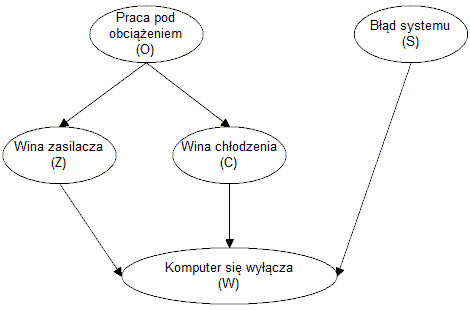 Praca pod
obciążeniem
(O)
Błąd systemu
(S)
Wina zasilacza
(Z)
Wina chłodzenia
(C)
Komputer się wyłącza
(W)